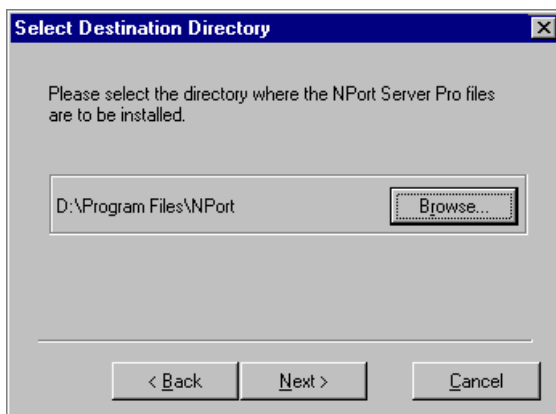 Select Destination Directory
Please select the directory where the NPort Server Pro files
are to be installed.
D:\Program Files\NPort
Browse...
< Back
Next >
Cancel